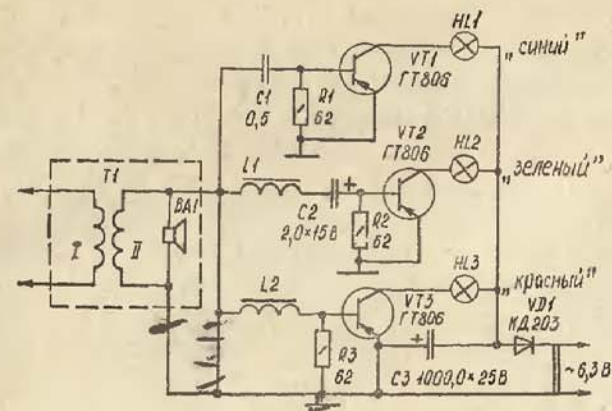 HL1
„синий"
VT1
ГТ806
C1
0,5
R1
62
VT2
ГТ806
HL2
„зеленый"
T1
BA1
I
II
L1
C2
2,0×15В
R2
62
HL3
„красный"
L2
VT3
ГТ806
VD1
КД203
R3
62
C3 1000,0×25В
~6,3В